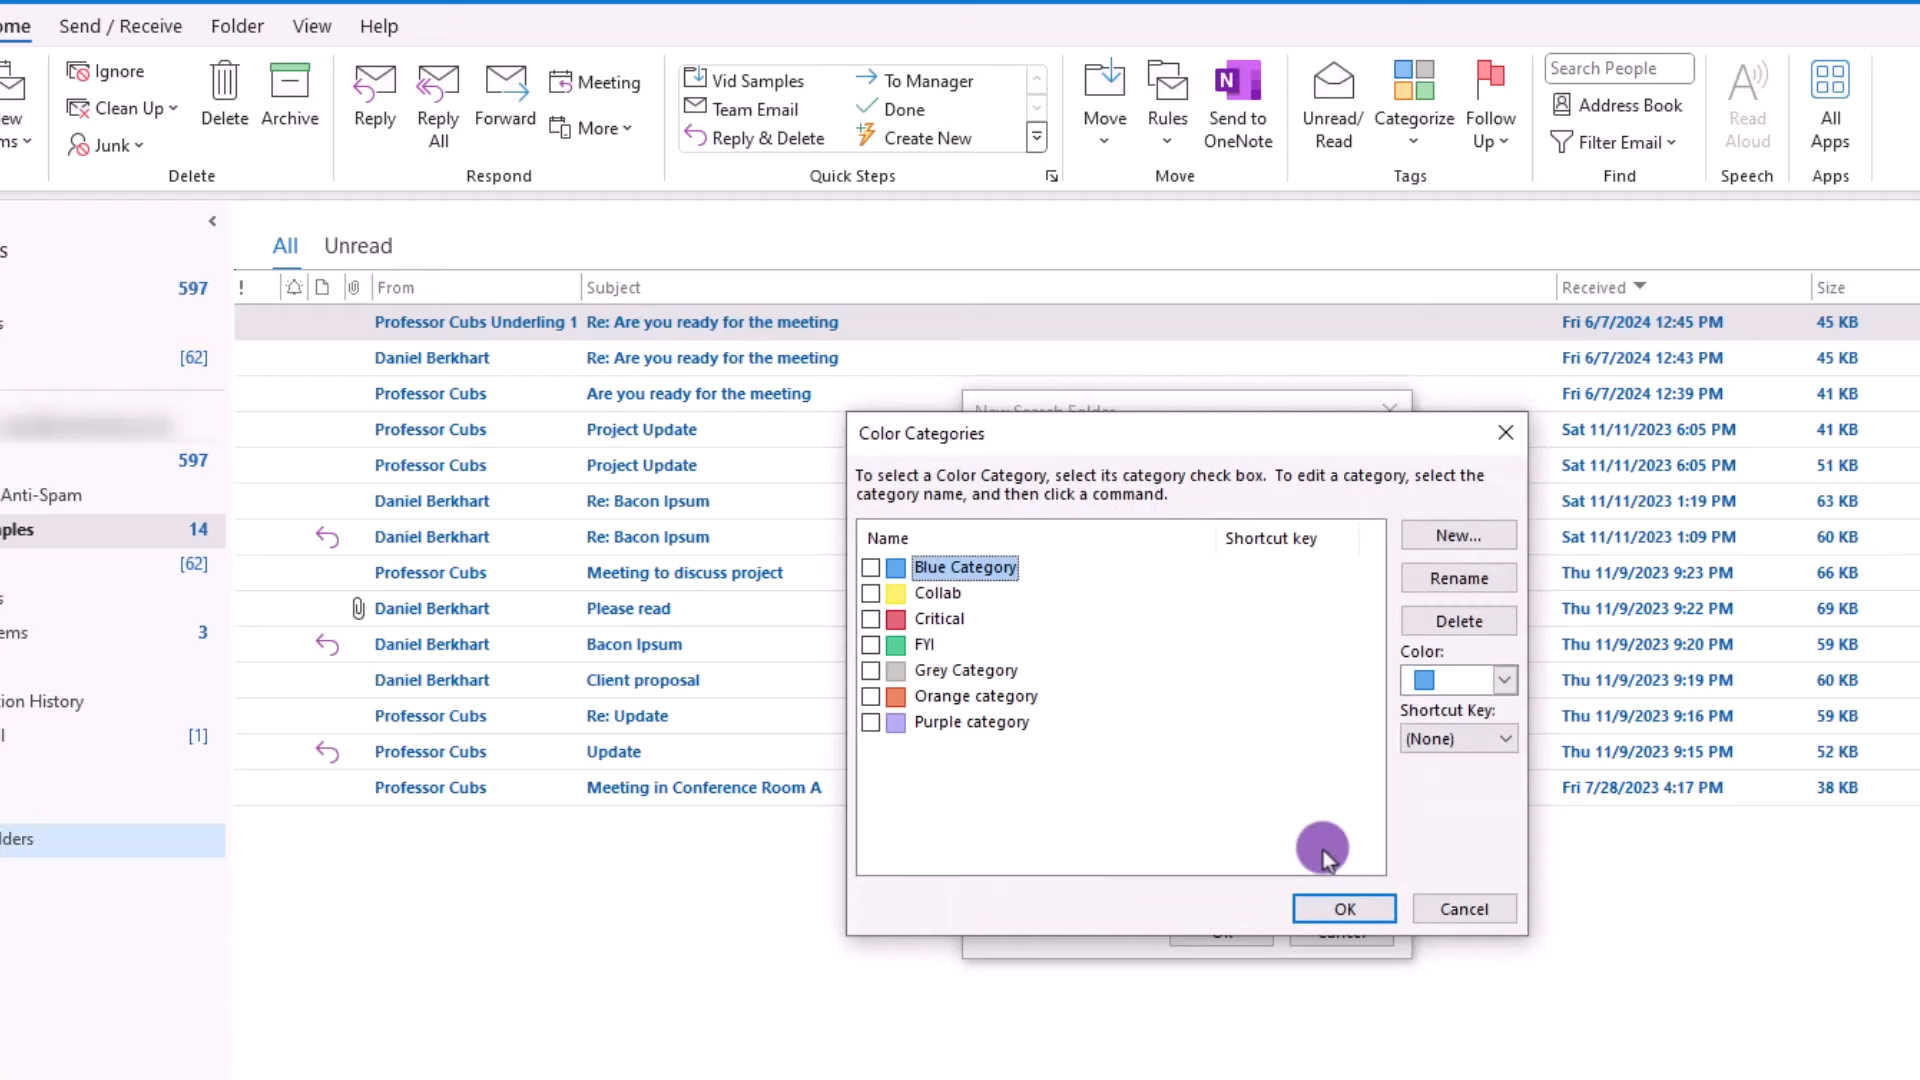 Send / Receive
Folder
View
Help
Ignore
Clean Up
Junk
Delete
Archive
Delete
Reply
Reply
All
Forward
Meeting
More
Respond
Vid Samples
Team Email
Reply & Delete
To Manager
Done
Create New
Quick Steps
Move
Rules
Send to
OneNote
Move
Unread/
Read
Categorize
Follow
Up
Tags
Search People
Address Book
Filter Email
Find
Read
Aloud
Speech
All
Apps
Apps
597
[62]
597
Anti-Spam
14
[62]
3
[1]
All Unread
! From Subject Received Size
Professor Cubs Underling 1 Re: Are you ready for the meeting Fri 6/7/2024 12:45 PM 45 KB
Daniel Berkhart Re: Are you ready for the meeting Fri 6/7/2024 12:43 PM 45 KB
Professor Cubs Are you ready for the meeting Fri 6/7/2024 12:39 PM 41 KB
Professor Cubs Project Update Sat 11/11/2023 6:05 PM 41 KB
Professor Cubs Project Update Sat 11/11/2023 6:05 PM 51 KB
Daniel Berkhart Re: Bacon Ipsum Sat 11/11/2023 1:19 PM 63 KB
Daniel Berkhart Re: Bacon Ipsum Sat 11/11/2023 1:09 PM 60 KB
Professor Cubs Meeting to discuss project Thu 11/9/2023 9:23 PM 66 KB
Daniel Berkhart Please read Thu 11/9/2023 9:22 PM 69 KB
Daniel Berkhart Bacon Ipsum Thu 11/9/2023 9:20 PM 59 KB
Daniel Berkhart Client proposal Thu 11/9/2023 9:19 PM 60 KB
Professor Cubs Re: Update Thu 11/9/2023 9:16 PM 59 KB
Professor Cubs Update Thu 11/9/2023 9:15 PM 52 KB
Professor Cubs Meeting in Conference Room A Fri 7/28/2023 4:17 PM 38 KB
New Search Folder
Color Categories
To select a Color Category, select its category check box. To edit a category, select the
category name, and then click a command.
Name Shortcut key
Blue Category
Collab
Critical
FYI
Grey Category
Orange category
Purple category
New...
Rename
Delete
Color:
Shortcut Key:
(None)
OK Cancel